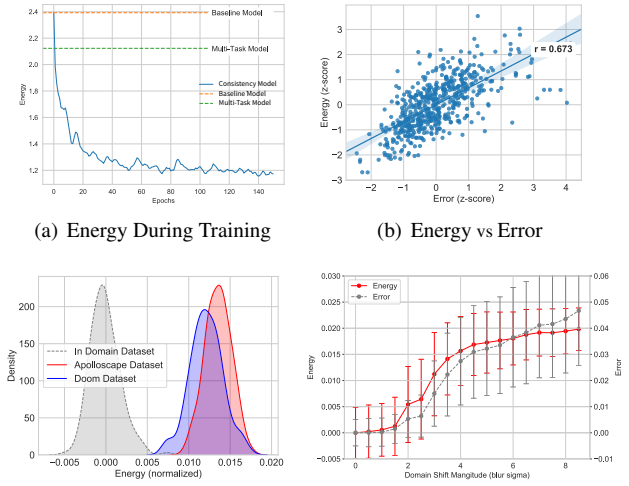 2.4
2.2
2.0
1.8
1.6
1.4
1.2
Energy
Baseline Model
Multi-Task Model
Consistency Model
Baseline Model
Multi-Task Model
0 20 40 60 80 100 120 140
Epochs
(a) Energy During Training
4
3
2
1
0
−1
−2
−3
Energy (z-score)
r = 0.673
−2 −1 0 1 2 3 4
Error (z-score)
(b) Energy vs Error
200
150
100
50
0
Density
In Domain Dataset
Apolloscape Dataset
Doom Dataset
−0.005 0.000 0.005 0.010 0.015 0.020
Energy (normalized)
0.030
0.025
0.020
0.015
0.010
0.005
0.000
−0.005
Energy
Energy
Error
0.06
0.05
0.04
0.03
0.02
0.01
0.00
−0.01
Error
0 2 4 6 8
Domain Shift Mangitude (blur sigma)